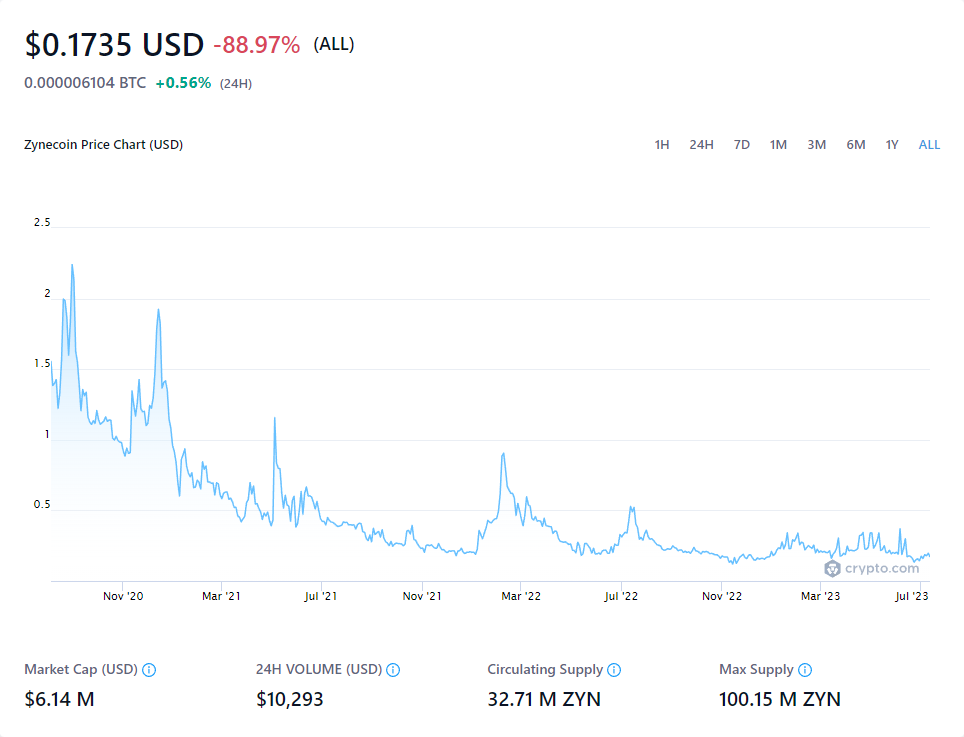 $0.1735 USD -88.97% (ALL)
0.000006104 BTC +0.56% (24H)
Zynecoin Price Chart (USD) 1H 24H 7D 1M 3M 6M 1Y ALL
2.5
2
1.5
1
0.5
crypto.com
Nov '20 Mar '21 Jul '21 Nov '21 Mar '22 Jul '22 Nov '22 Mar '23 Jul '23
Market Cap (USD) 24H VOLUME (USD) Circulating Supply Max Supply
$6.14 M $10,293 32.71 M ZYN 100.15 M ZYN